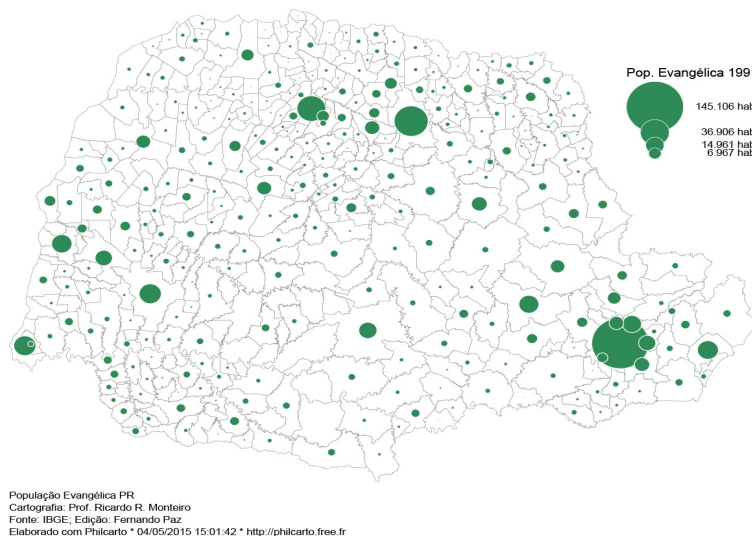 Pop. Evangélica 199
145.106 hab
36.906 hab
14.961 hab
6.967 hab
População Evangélica PR
Cartografia: Prof. Ricardo R. Monteiro
Fonte: IBGE; Edição: Fernando Paz
Elaborado com Philcarto * 04/05/2015 15:01:42 * http://philcarto.free.fr